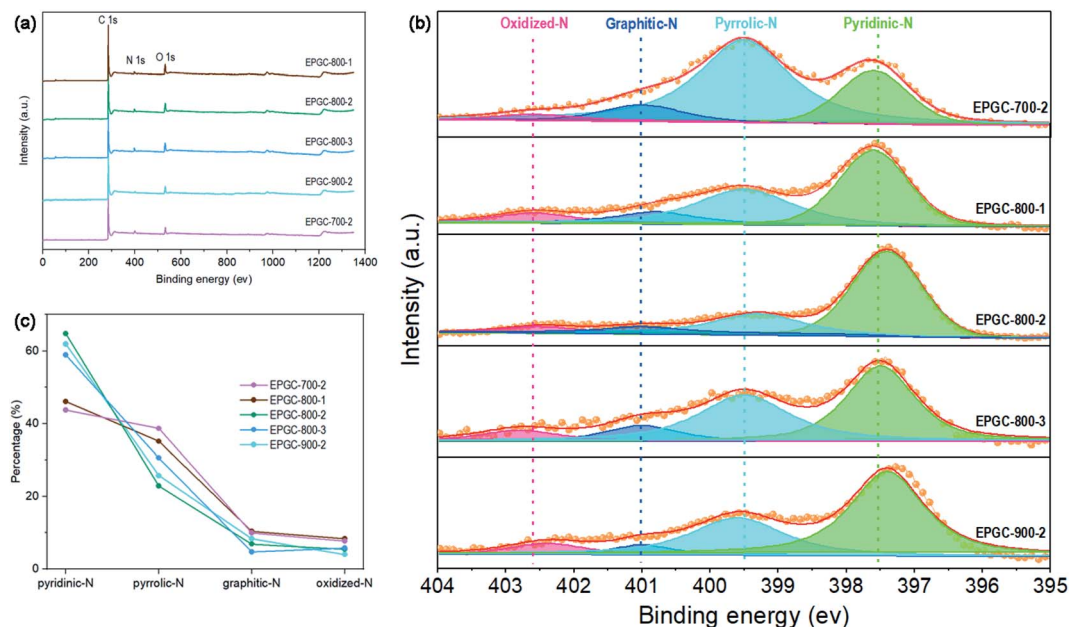 (a)
C 1s
N 1s
O 1s
EPGC-800-1
EPGC-800-2
EPGC-800-3
EPGC-900-2
EPGC-700-2
Intensity (a.u.)
0 200 400 600 800 1000 1200 1400
Binding energy (ev)
(b)
Oxidized-N Graphitic-N Pyrrolic-N Pyridinic-N
EPGC-700-2
EPGC-800-1
EPGC-800-2
EPGC-800-3
EPGC-900-2
Intensity (a.u.)
404 403 402 401 400 399 398 397 396 395
Binding energy (ev)
(c)
60
40
20
0
Percentage (%)
EPGC-700-2
EPGC-800-1
EPGC-800-2
EPGC-800-3
EPGC-900-2
pyridinic-N pyrrolic-N graphitic-N oxidized-N